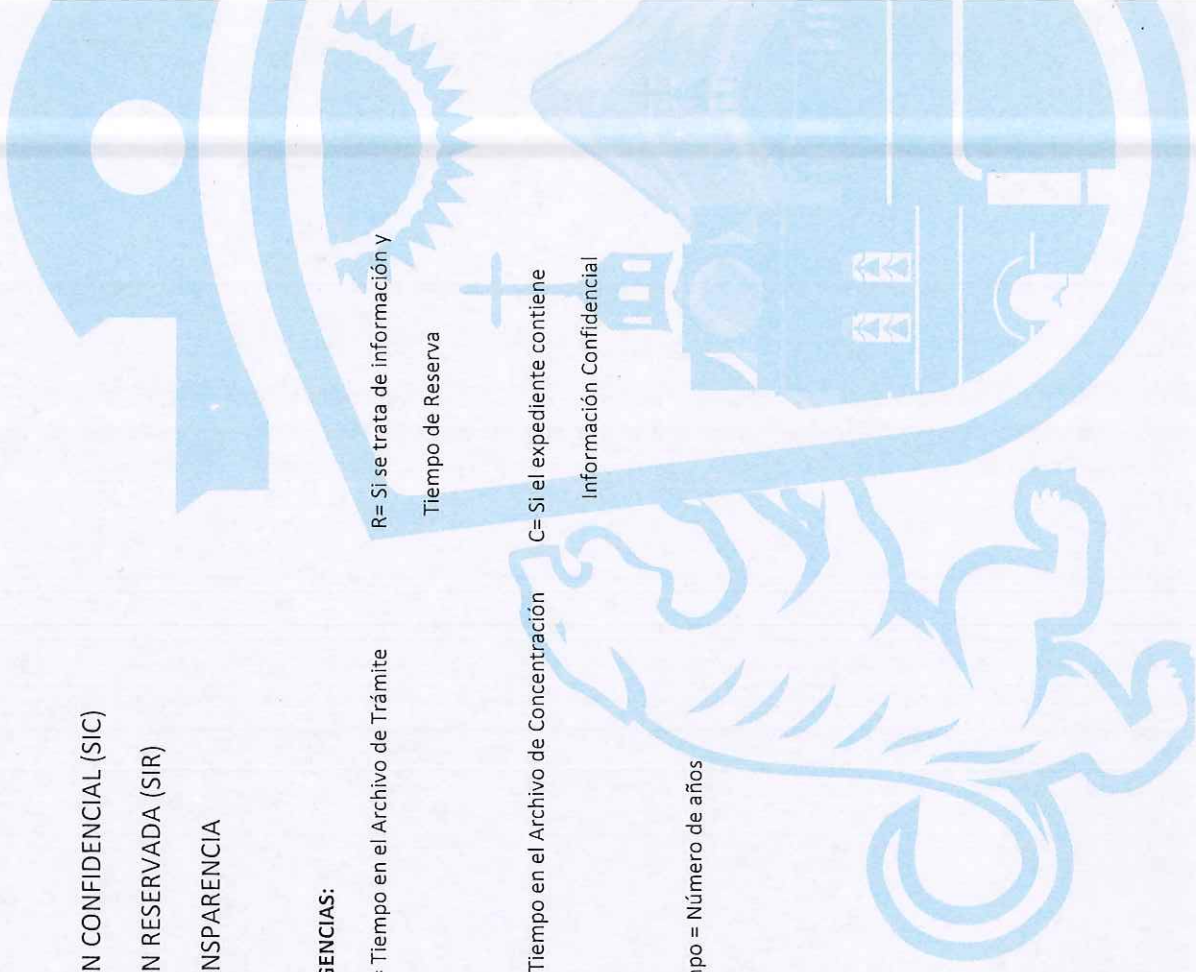 N CONFIDENCIAL (SIC)
N RESERVADA (SIR)
NSPARENCIA
GENCIAS:
= Tiempo en el Archivo de Trámite
R= Si se trata de información y
Tiempo de Reserva
Tiempo en el Archivo de Concentración
C= Si el expediente contiene
Información Confidencial
npo = Número de años